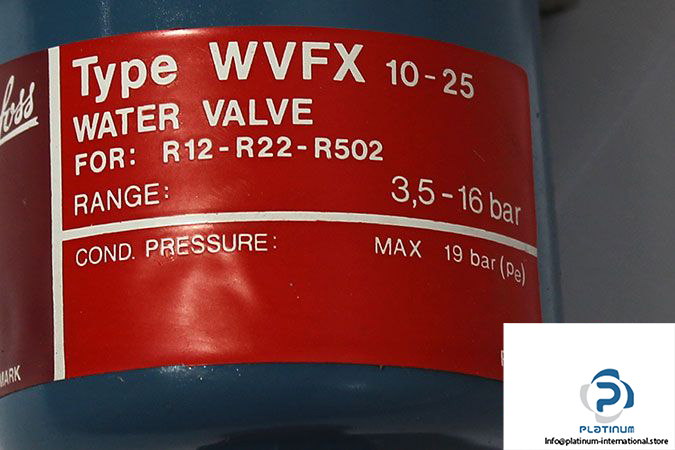 Type WVFX 10-25
WATER VALVE
FOR: R12-R22-R502
RANGE: 3,5-16 bar
COND. PRESSURE: MAX 19 bar (pe)
PLATINUM
Info@platinum-international.store